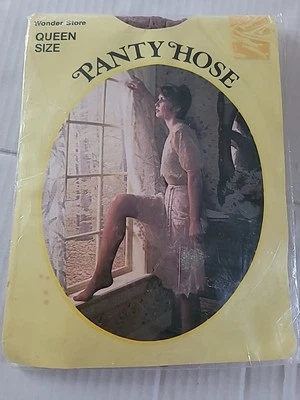 Wonder Store
QUEEN
SIZE
PANTY HOSE